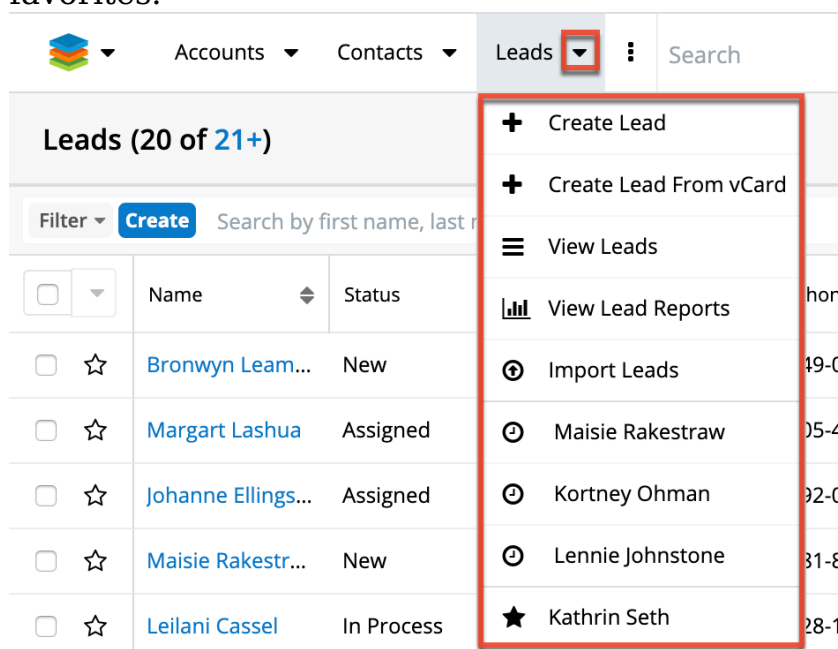 favorites.
Accounts Contacts Leads Search
Leads (20 of 21+)
Create Lead
Create Lead From vCard
Filter Create Search by first name, last
View Leads
Name Status
View Lead Reports
Bronwyn Leam... New
Import Leads
Margart Lashua Assigned
Maisie Rakestraw
Johanne Ellings... Assigned
Kortney Ohman
Maisie Rakestr... New
Lennie Johnstone
Leilani Cassel In Process
Kathrin Seth